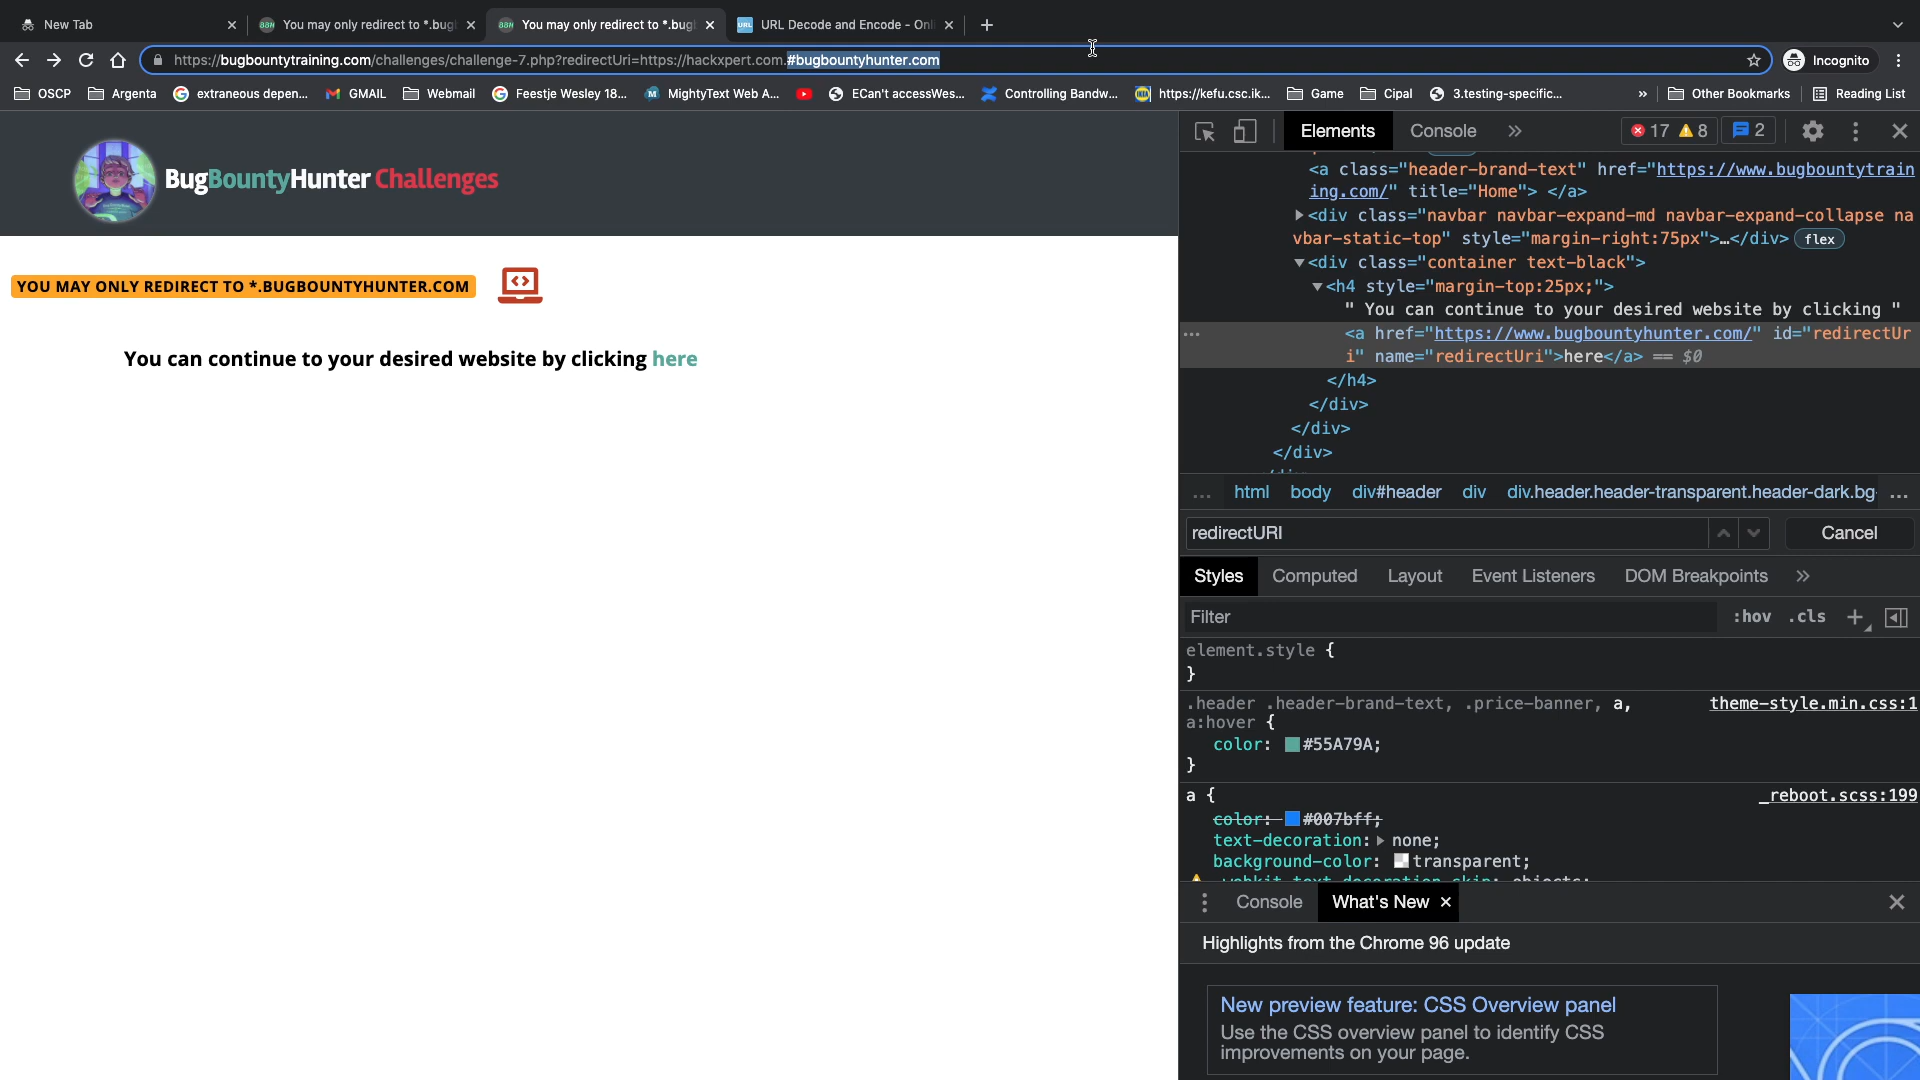 New Tab
You may only redirect to *.bug
You may only redirect to *.bugl
URL Decode and Encode - Onl
https://bugbountytraining.com/challenges/challenge-7.php?redirectUri=https://hackxpert.com.#bugbountyhunter.com
Incognito
OSCP
Argenta
extraneous depen...
GMAIL
Webmail
Feestje Wesley 18...
MightyText Web A...
ECan't accessWes...
Controlling Bandw...
https://kefu.csc.ik...
Game
Cipal
3.testing-specific...
»
Other Bookmarks
Reading List
BugBountyHunter Challenges
YOU MAY ONLY REDIRECT TO *.BUGBOUNTYHUNTER.COM
You can continue to your desired website by clicking here
Elements
Console
»
17
8
2
<a class="header-brand-text" href="https://www.bugbountytrain
ing.com/" title="Home"> </a>
<div class="navbar navbar-expand-md navbar-expand-collapse na
vbar-static-top" style="margin-right:75px">…</div>
flex
<div class="container text-black">
<h4 style="margin-top:25px;">
" You can continue to your desired website by clicking "
<a href="https://www.bugbountyhunter.com/" id="redirectUr
i" name="redirectUri">here</a> == $0
</h4>
</div>
</div>
</div>
... html body div#header div div.header.header-transparent.header-dark.bg- ...
redirectURI
Cancel
Styles
Computed
Layout
Event Listeners
DOM Breakpoints
»
Filter
:hov
.cls
element.style {
}
.header .header-brand-text, .price-banner, a,
theme-style.min.css:1
a:hover {
color: #55A79A;
}
a {
_reboot.scss:199
color: #007bff;
text-decoration: none;
background-color: transparent;
-webkit-text-decoration-skip: objects;
Console
What's New
Highlights from the Chrome 96 update
New preview feature: CSS Overview panel
Use the CSS overview panel to identify CSS
improvements on your page.